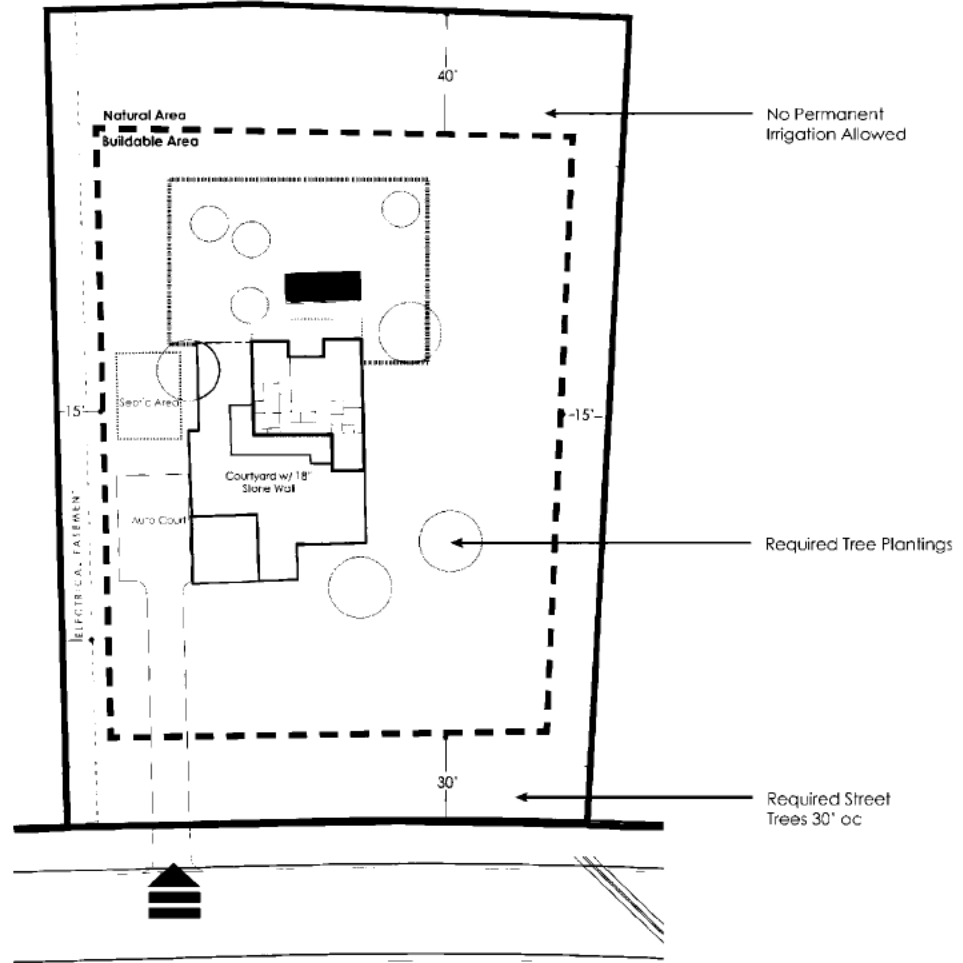 40'
Natural Area
Buildable Area
No Permanent
Irrigation Allowed
Septic Area
15'
15'
Courtyard w/ 18"
Stone Wall
Auto Court
ELECTRICAL EASEMENT
Required Tree Plantings
30'
Required Street
Trees 30' oc